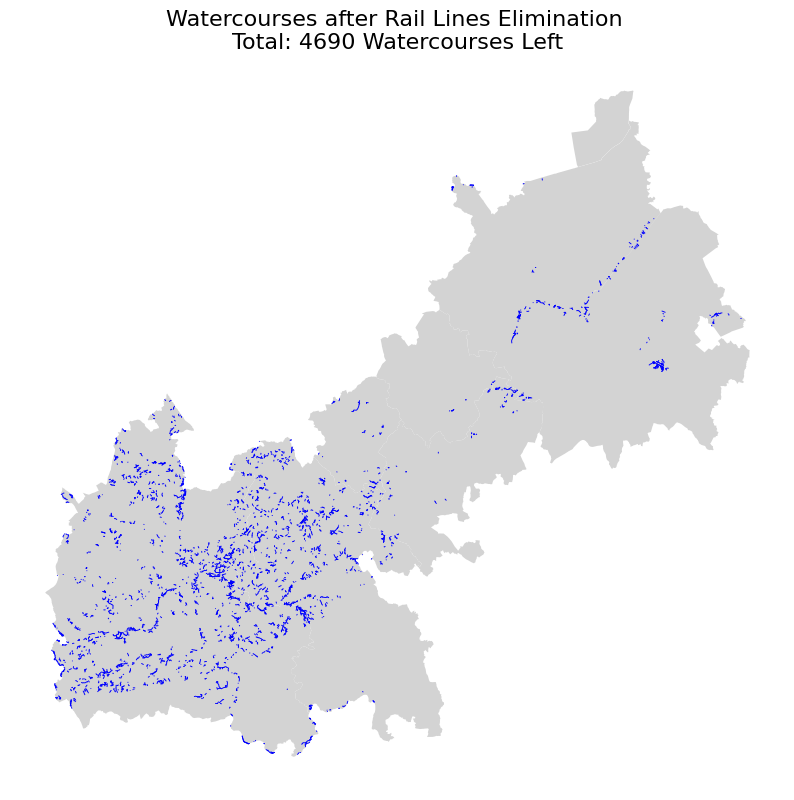 Watercourses after Rail Lines Elimination
Total: 4690 Watercourses Left